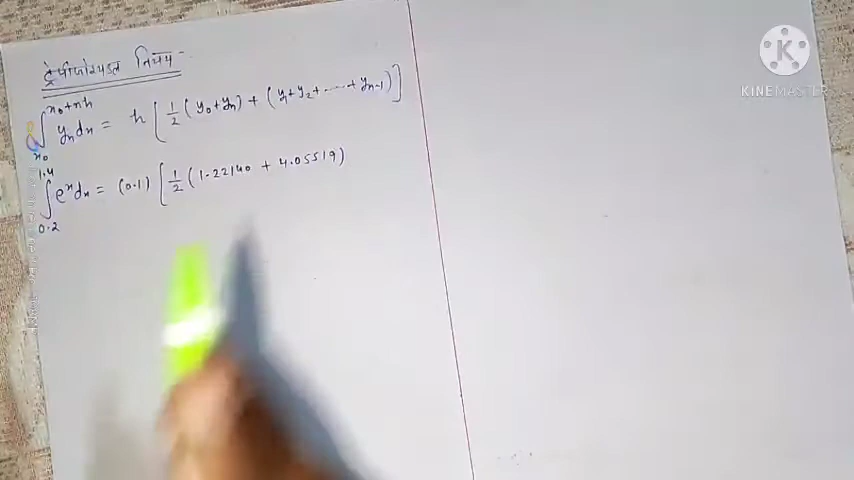 ट्रेपीजोयडल नियम -
∫_{x₀}^{x₀+nh} yₙ dx = h [ 1/2 (y₀+yₙ) + (y₁+y₂+ ..... + yₙ₋₁) ]
∫_{0.2}^{1.4} eˣ dx = (0.1) [ 1/2 (1.22140 + 4.05519)
KINEMASTER